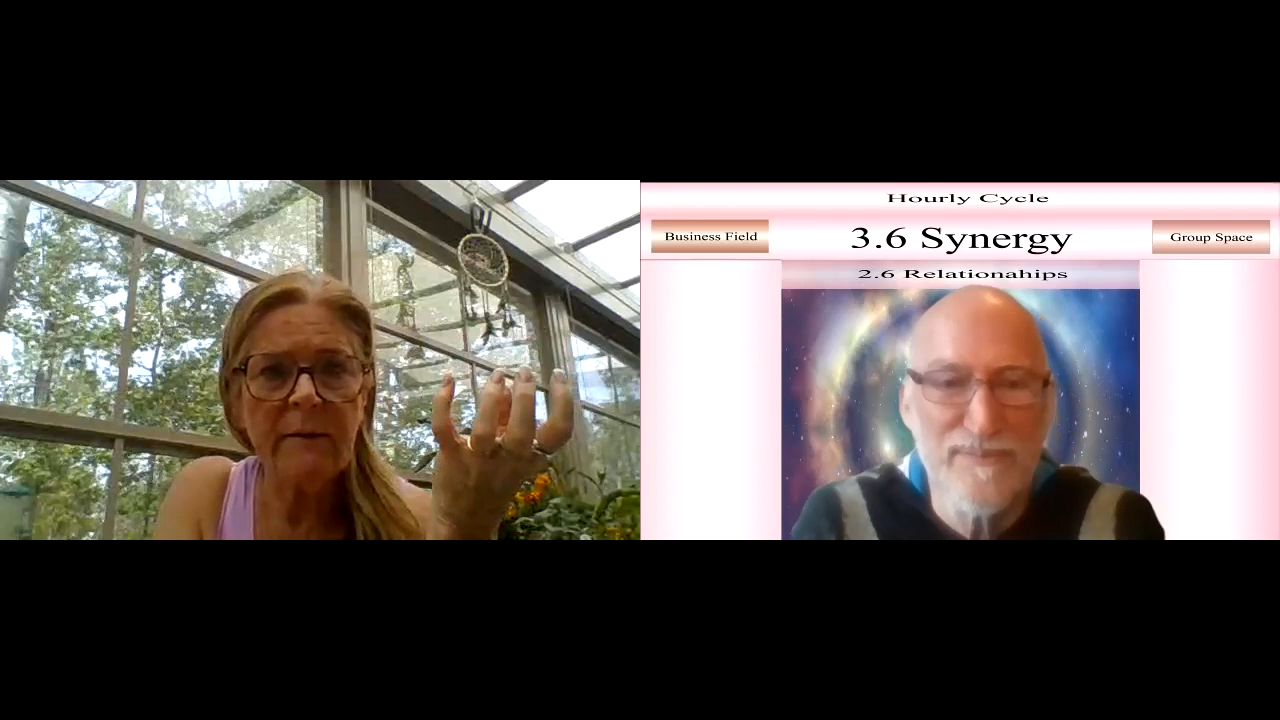 Hourly Cycle
Business Field
3.6 Synergy
Group Space
2.6 Relationahips